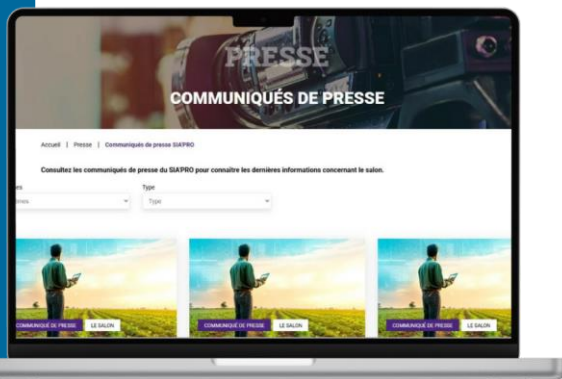 PRESSE
COMMUNIQUÉS DE PRESSE
Accueil | Presse | Communiqués de presse SIA'PRO
Consultez les communiqués de presse du SIA'PRO pour connaître les dernières informations concernant le salon.
Type
Type
COMMUNIQUÉ DE PRESSE LE SALON
COMMUNIQUÉ DE PRESSE LE SALON
COMMUNIQUÉ DE PRESSE LE SALON